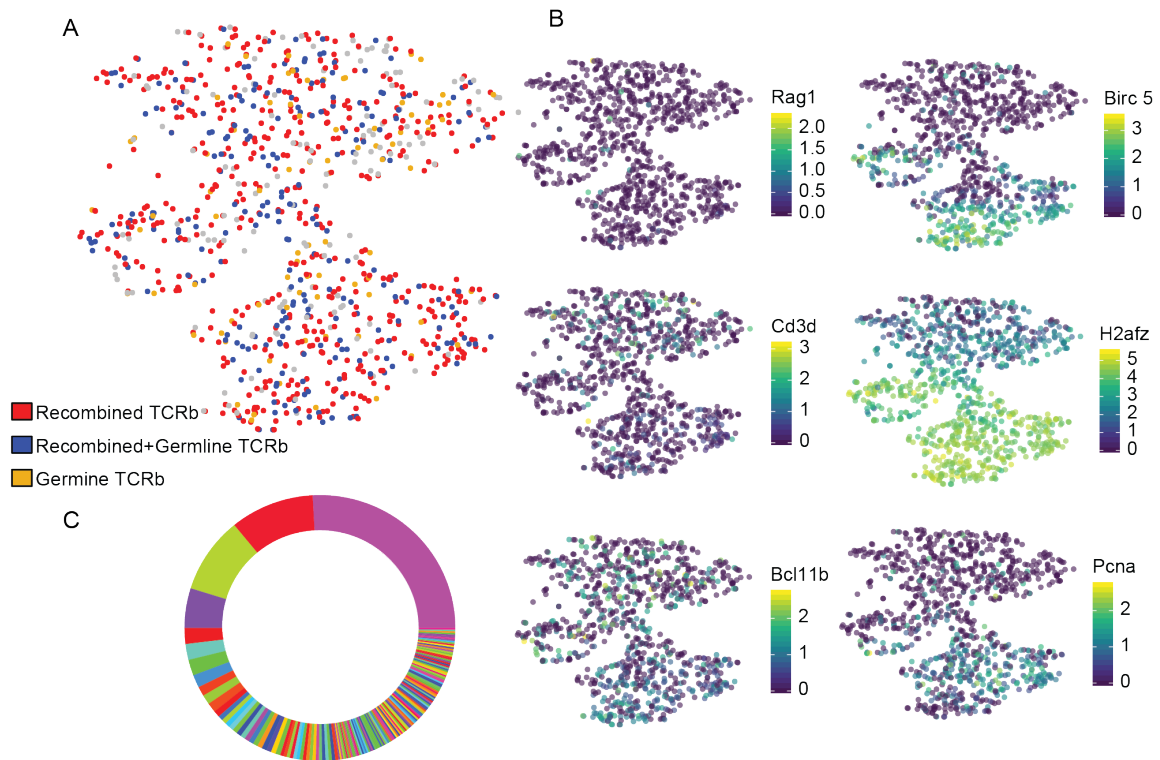 A
B
Rag1
2.0
1.5
1.0
0.5
0.0
Birc 5
3
2
1
0
Cd3d
3
2
1
0
H2afz
5
4
3
2
1
0
Recombined TCRb
Recombined+Germline TCRb
Germine TCRb
C
Bcl11b
2
1
0
Pcna
2
1
0